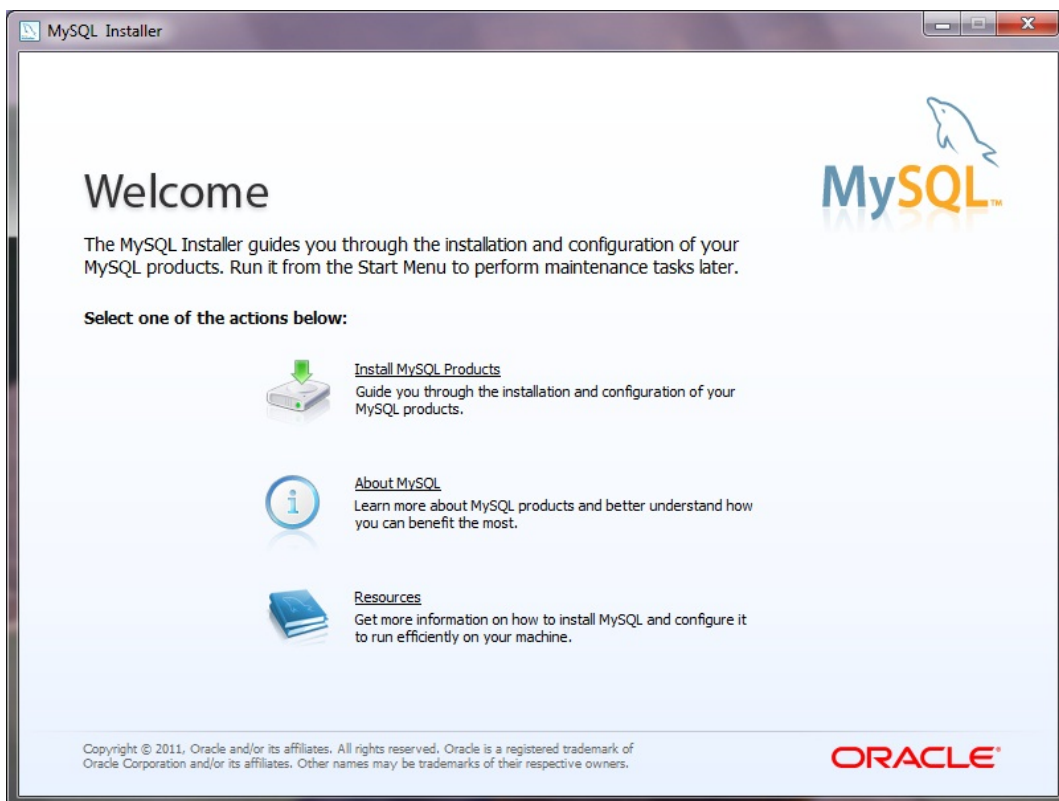 MySQL Installer
MySQL™
Welcome
The MySQL Installer guides you through the installation and configuration of your
MySQL products. Run it from the Start Menu to perform maintenance tasks later.
Select one of the actions below:
Install MySQL Products
Guide you through the installation and configuration of your
MySQL products.
About MySQL
Learn more about MySQL products and better understand how
you can benefit the most.
Resources
Get more information on how to install MySQL and configure it
to run efficiently on your machine.
Copyright © 2011, Oracle and/or its affiliates. All rights reserved. Oracle is a registered trademark of
Oracle Corporation and/or its affiliates. Other names may be trademarks of their respective owners.
ORACLE®